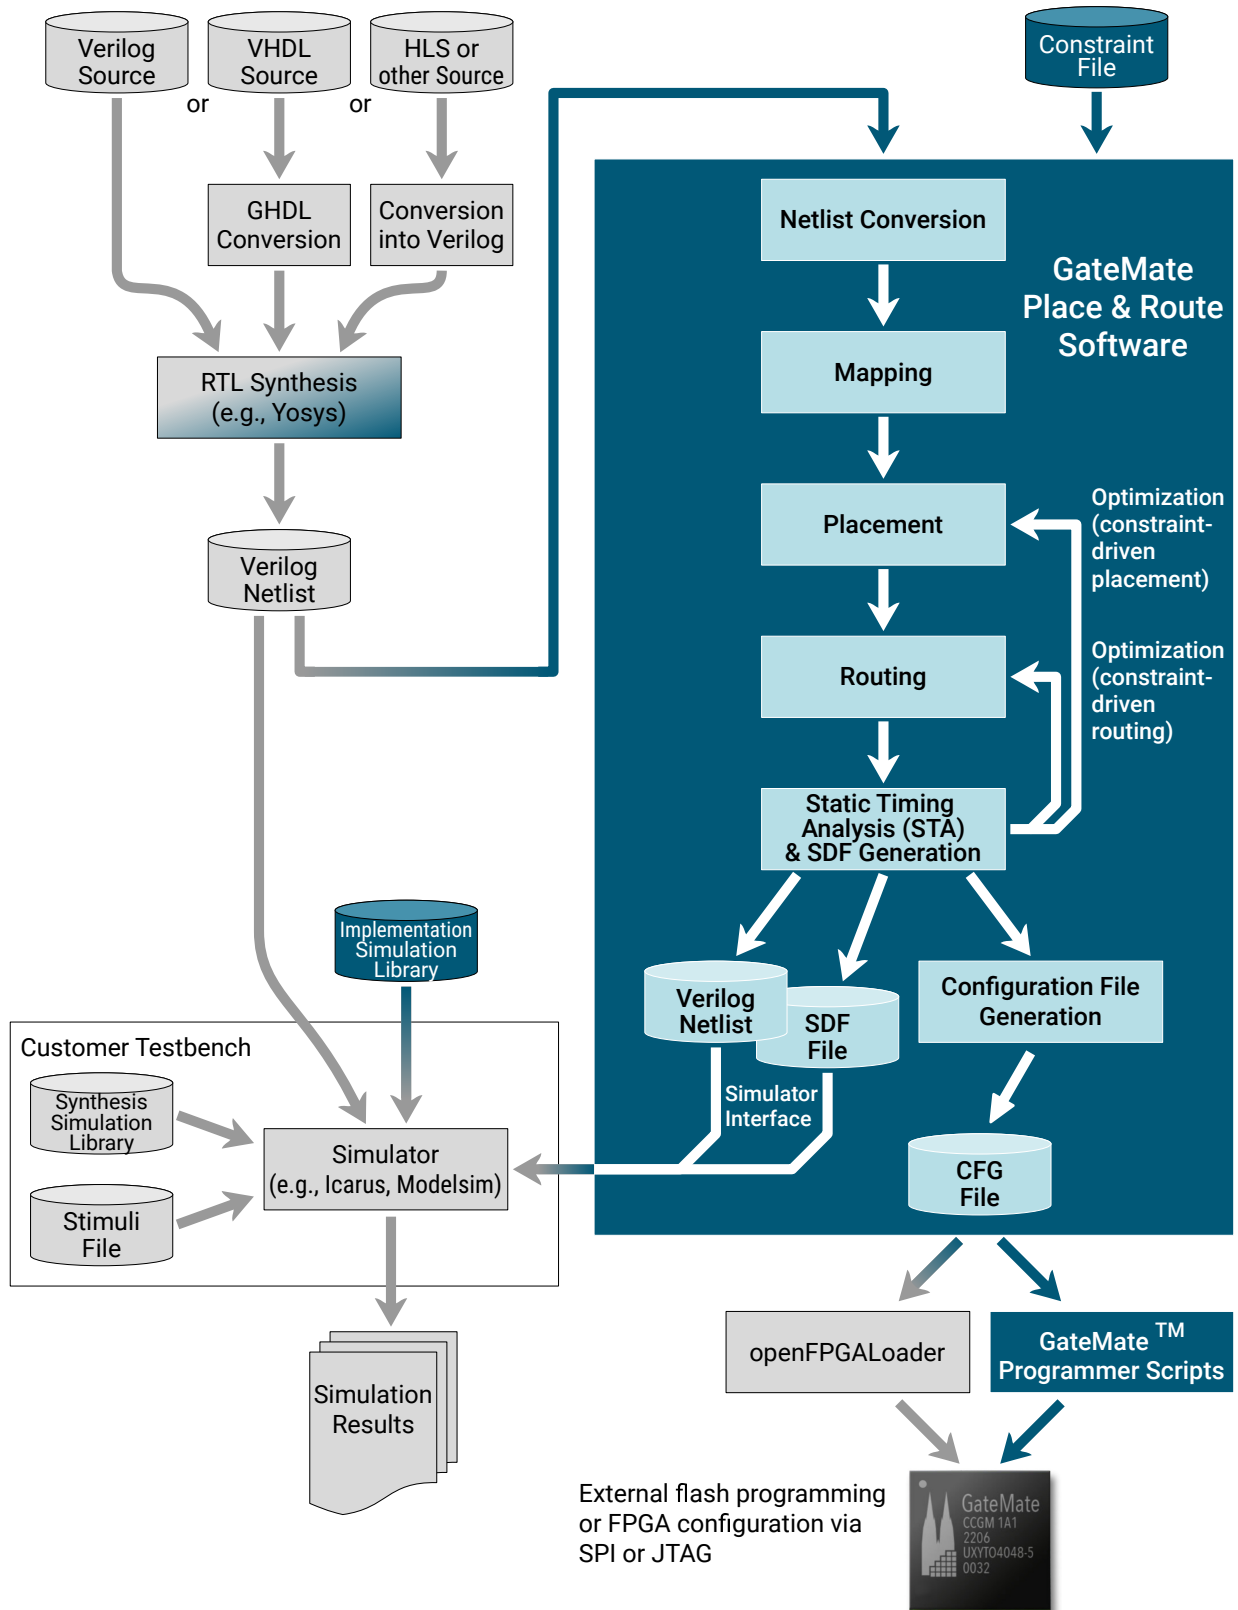 Verilog
Source
or
VHDL
Source
or
HLS or
other Source
Constraint
File
GHDL
Conversion
Conversion
into Verilog
Netlist Conversion
GateMate
Place & Route
Software
RTL Synthesis
(e.g., Yosys)
Mapping
Verilog
Netlist
Placement
Optimization
(constraint-
driven
placement)
Routing
Optimization
(constraint-
driven
routing)
Static Timing
Analysis (STA)
& SDF Generation
Implementation
Simulation
Library
Verilog
Netlist
SDF
File
Configuration File
Generation
Customer Testbench
Synthesis
Simulation
Library
Simulator
Interface
Simulator
(e.g., Icarus, Modelsim)
CFG
File
Stimuli
File
openFPGALoader
GateMate TM
Programmer Scripts
Simulation
Results
External flash programming
or FPGA configuration via
SPI or JTAG
GateMate
CCGM 1A1
2206
UXYTO4048-5
0032